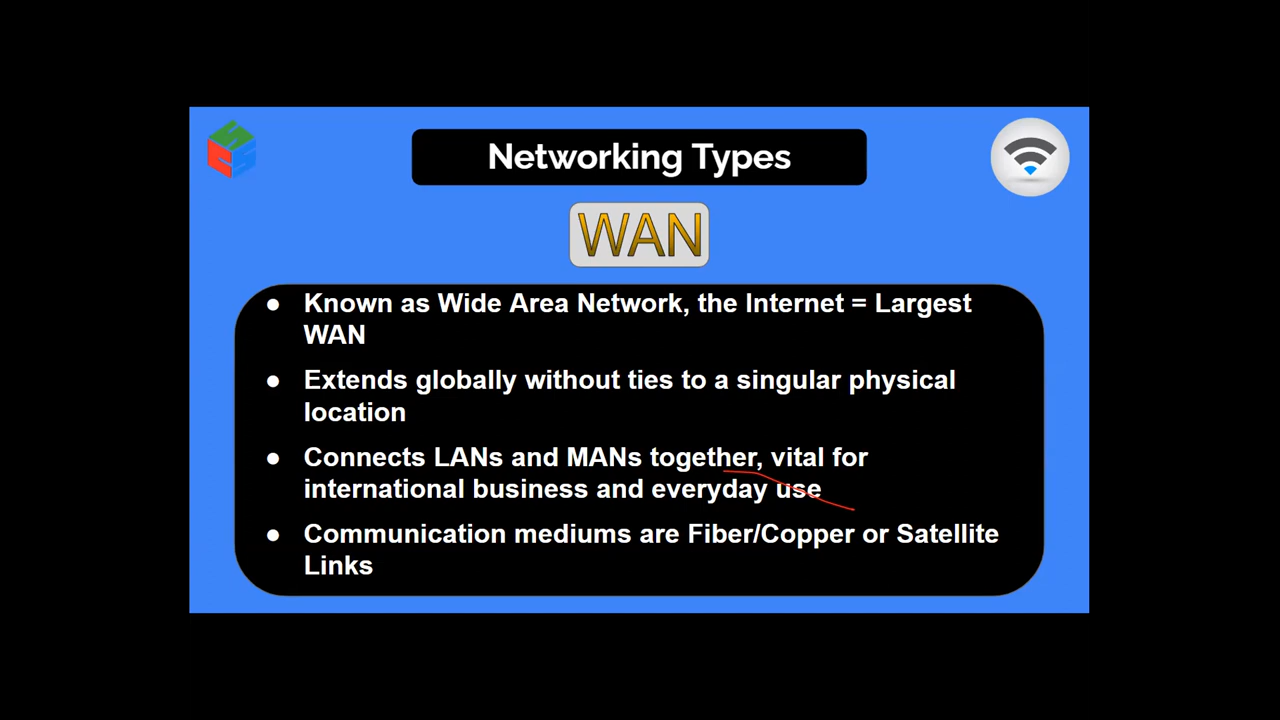 Networking Types
WAN
● Known as Wide Area Network, the Internet = Largest
WAN
● Extends globally without ties to a singular physical
location
● Connects LANs and MANs together, vital for
international business and everyday use
● Communication mediums are Fiber/Copper or Satellite
Links